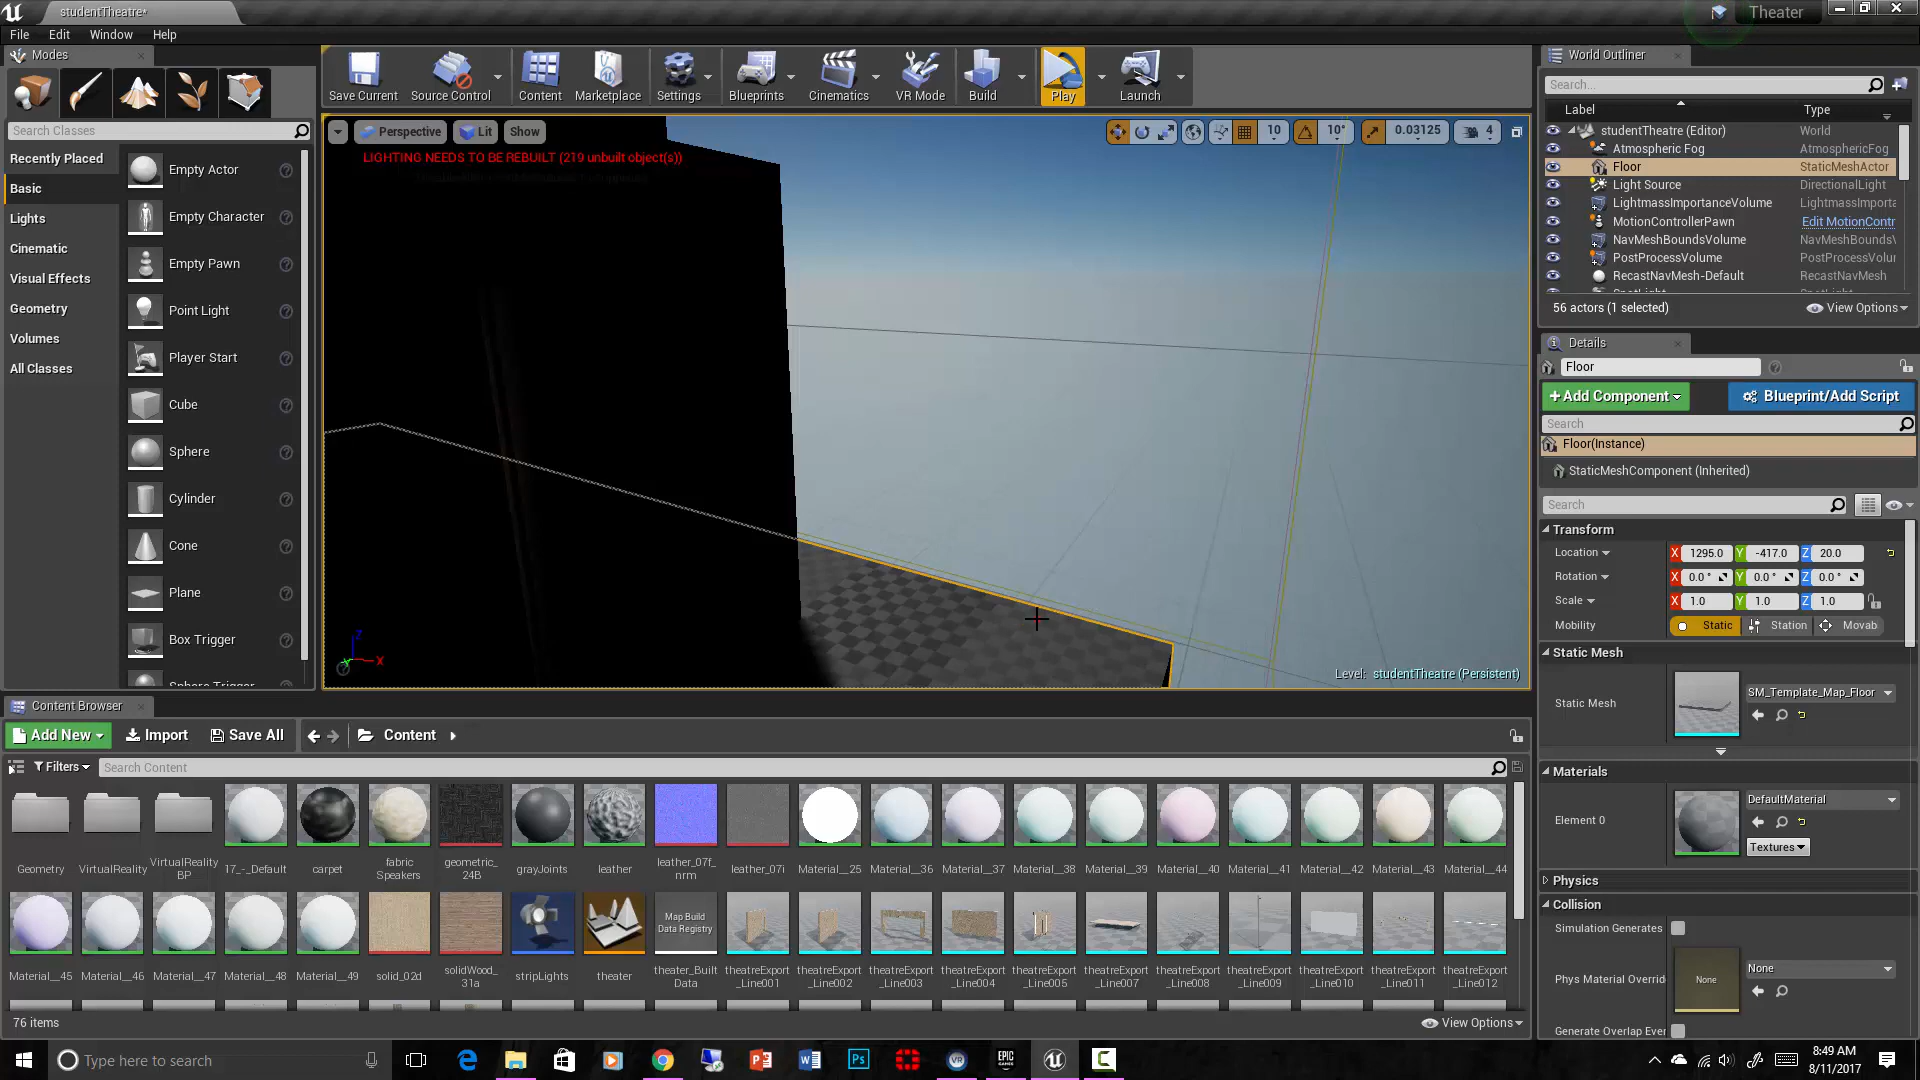 studentTheatre*
Theater
File Edit Window Help
Modes
Search Classes
Recently Placed
Basic
Lights
Cinematic
Visual Effects
Geometry
Volumes
All Classes
Empty Actor
Empty Character
Empty Pawn
Point Light
Player Start
Cube
Sphere
Cylinder
Cone
Plane
Box Trigger
Sphere Trigger
Save Current
Source Control
Content
Marketplace
Settings
Blueprints
Cinematics
VR Mode
Build
Play
Launch
Perspective
Lit
Show
10
10°
0.03125
4
LIGHTING NEEDS TO BE REBUILT (219 unbuilt object(s))
Z
X
Y
Level: studentTheatre (Persistent)
World Outliner
Search...
Label Type
studentTheatre (Editor) World
Atmospheric Fog AtmosphericFog
Floor StaticMeshActor
Light Source DirectionalLight
LightmassImportanceVolume LightmassImporta
MotionControllerPawn Edit MotionContr
NavMeshBoundsVolume NavMeshBoundsV
PostProcessVolume PostProcessVolur
RecastNavMesh-Default RecastNavMesh
56 actors (1 selected) View Options
Details
Floor
+Add Component Blueprint/Add Script
Search
Floor(Instance)
StaticMeshComponent (Inherited)
Search
Transform
Location X 1295.0 Y -417.0 Z 20.0
Rotation X 0.0 ° Y 0.0 ° Z 0.0 °
Scale X 1.0 Y 1.0 Z 1.0
Mobility Static Station Movab
Static Mesh
Static Mesh SM_Template_Map_Floor
Materials
Element 0 DefaultMaterial
Textures
Physics
Collision
Simulation Generates
Phys Material Overrid None None
Generate Overlap Ever
Content Browser
Add New Import Save All Content
Filters Search Content
Geometry
VirtualReality
VirtualReality
BP
17_-_Default
carpet
fabric
Speakers
geometric_
24B
grayJoints
leather
leather_07f_
nrm
leather_07i
Material__25
Material__36
Material__37
Material__38
Material__39
Material__40
Material__41
Material__42
Material__43
Material__44
Map Build
Data Registry
Material__45
Material__46
Material__47
Material__48
Material__49
solid_02d
solidWood_
31a
stripLights
theater
theater_Built
Data
theatreExport
_Line001
theatreExport
_Line002
theatreExport
_Line003
theatreExport
_Line004
theatreExport
_Line005
theatreExport
_Line007
theatreExport
_Line008
theatreExport
_Line009
theatreExport
_Line010
theatreExport
_Line011
theatreExport
_Line012
76 items View Options
Type here to search
8:49 AM
8/11/2017